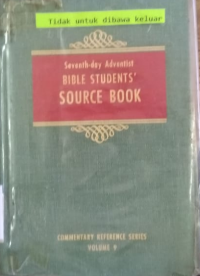 Tidak untuk dibawa keluar
Seventh-day Adventist
BIBLE STUDENTS'
SOURCE BOOK
COMMENTARY REFERENCE SERIES
VOLUME 9